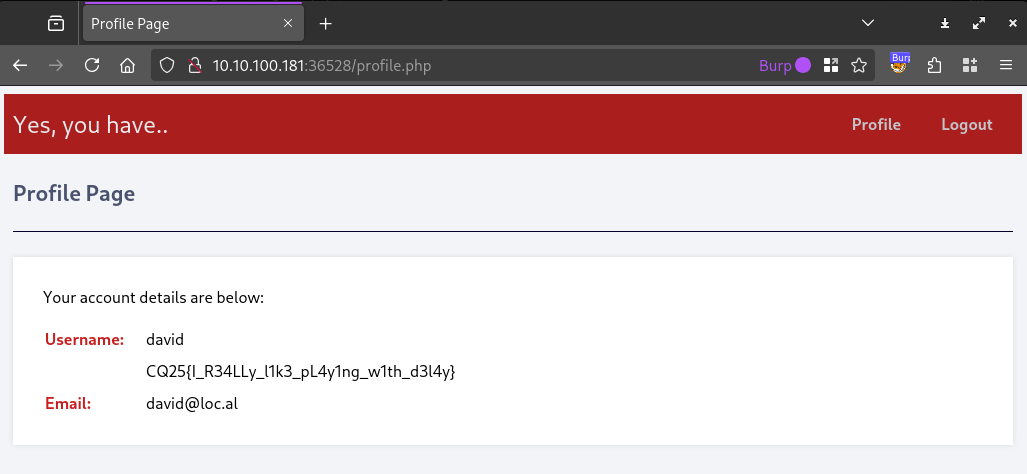 Profile Page
10.10.100.181:36528/profile.php
Burp
Burp
Yes, you have..
Profile
Logout
Profile Page
Your account details are below:
Username: david
CQ25{I_R34LLy_l1k3_pL4y1ng_w1th_d3l4y}
Email: david@loc.al